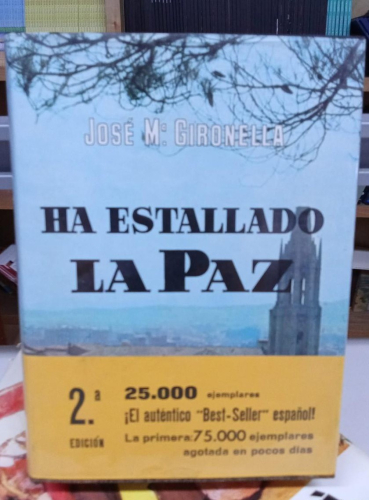 JOSÉ Mª GIRONELLA
HA ESTALLADO
LA PAZ
2.ª
EDICIÓN
25.000 ejemplares
¡El auténtico "Best-Seller" español!
La primera: 75.000 ejemplares
agotada en pocos días